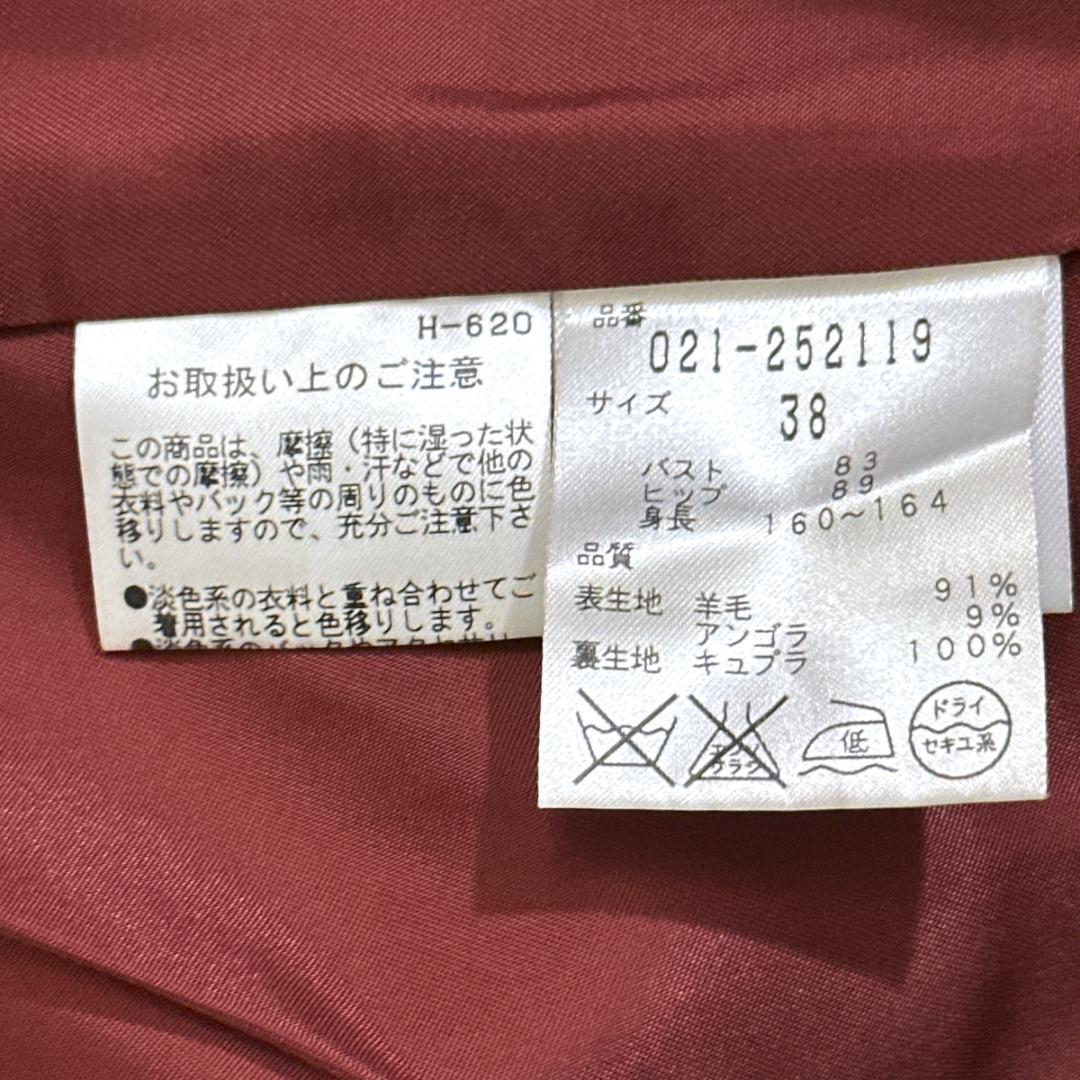 H-620
お取扱い上のご注意
この商品は、摩擦（特に湿った状
態での摩擦）や雨・汗などで他の
衣料やバック等の周りのものに色
移りしますので、充分ご注意下さ
い。
●淡色系の衣料と重ね合わせてご
着用されると色移りします。
品番
021-252119
サイズ
38
バスト 83
ヒップ 89
身長 160～164
品質
表生地 羊毛 91%
アンゴラ 9%
裏生地 キュプラ 100%
エンソ
サラシ
低
ドライ
セキユ系